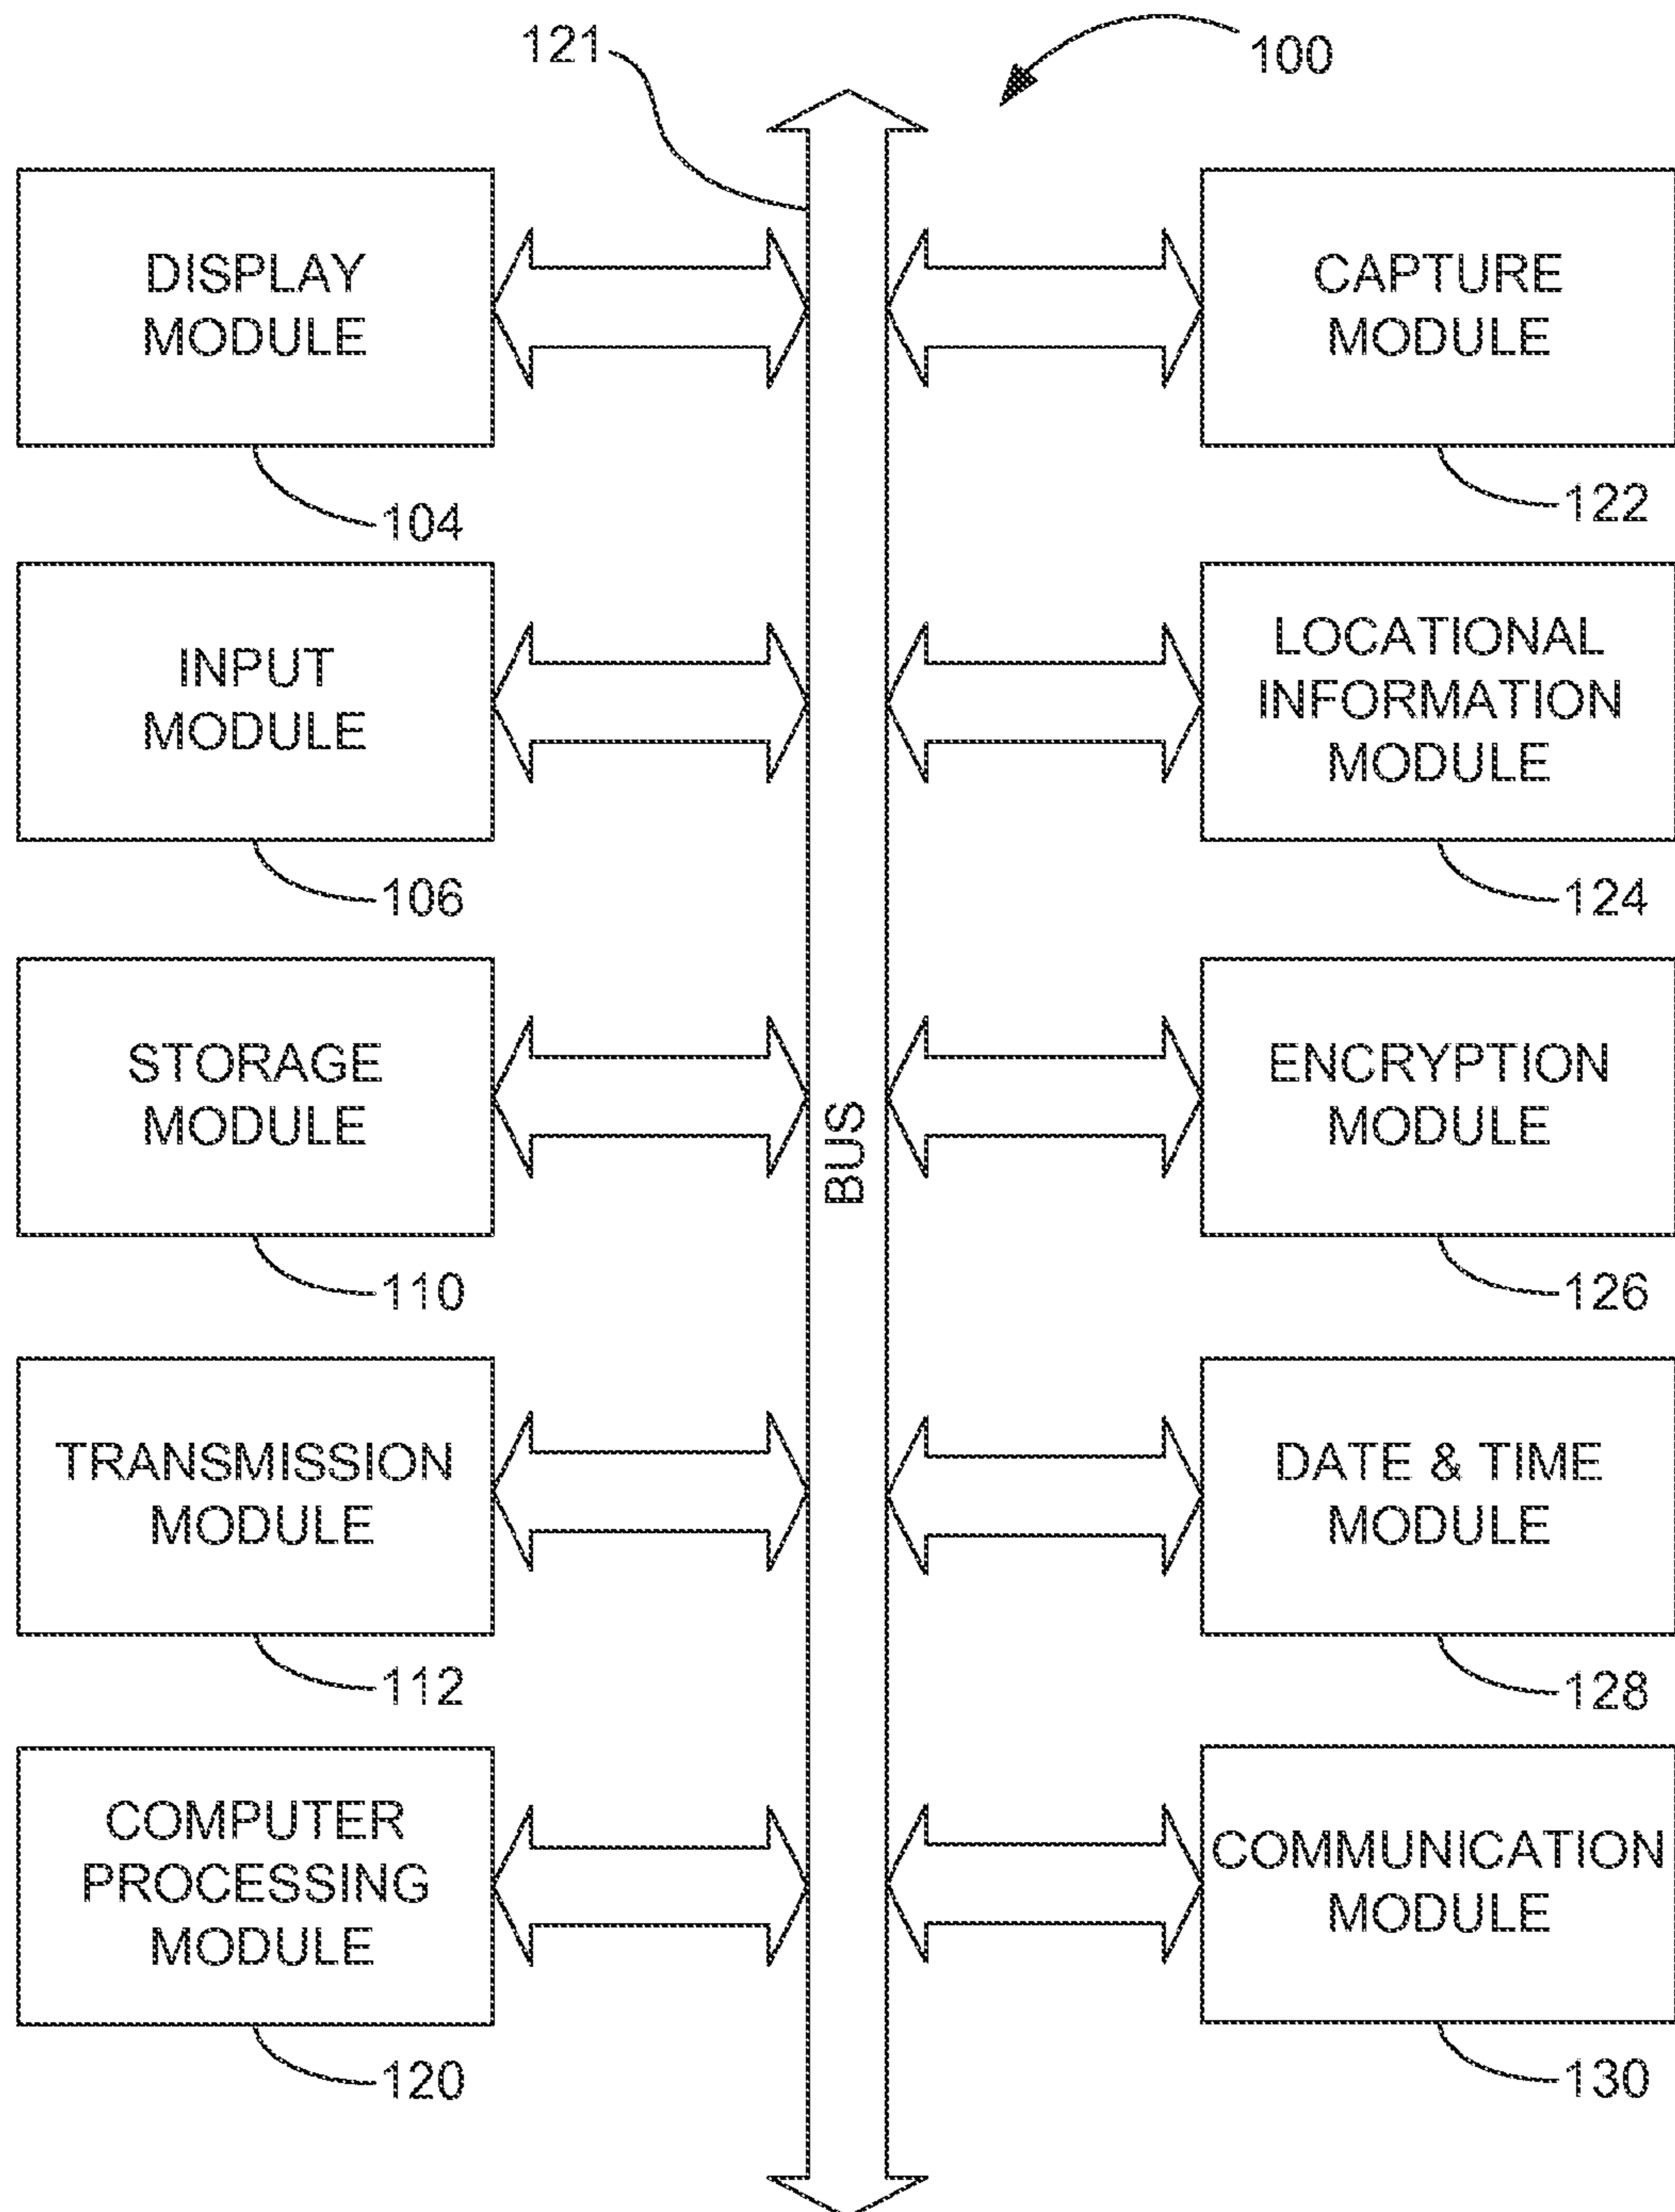 121
100
DISPLAY
MODULE
104
CAPTURE
MODULE
122
INPUT
MODULE
106
LOCATIONAL
INFORMATION
MODULE
124
STORAGE
MODULE
110
BUS
ENCRYPTION
MODULE
126
TRANSMISSION
MODULE
112
DATE & TIME
MODULE
128
COMPUTER
PROCESSING
MODULE
120
COMMUNICATION
MODULE
130